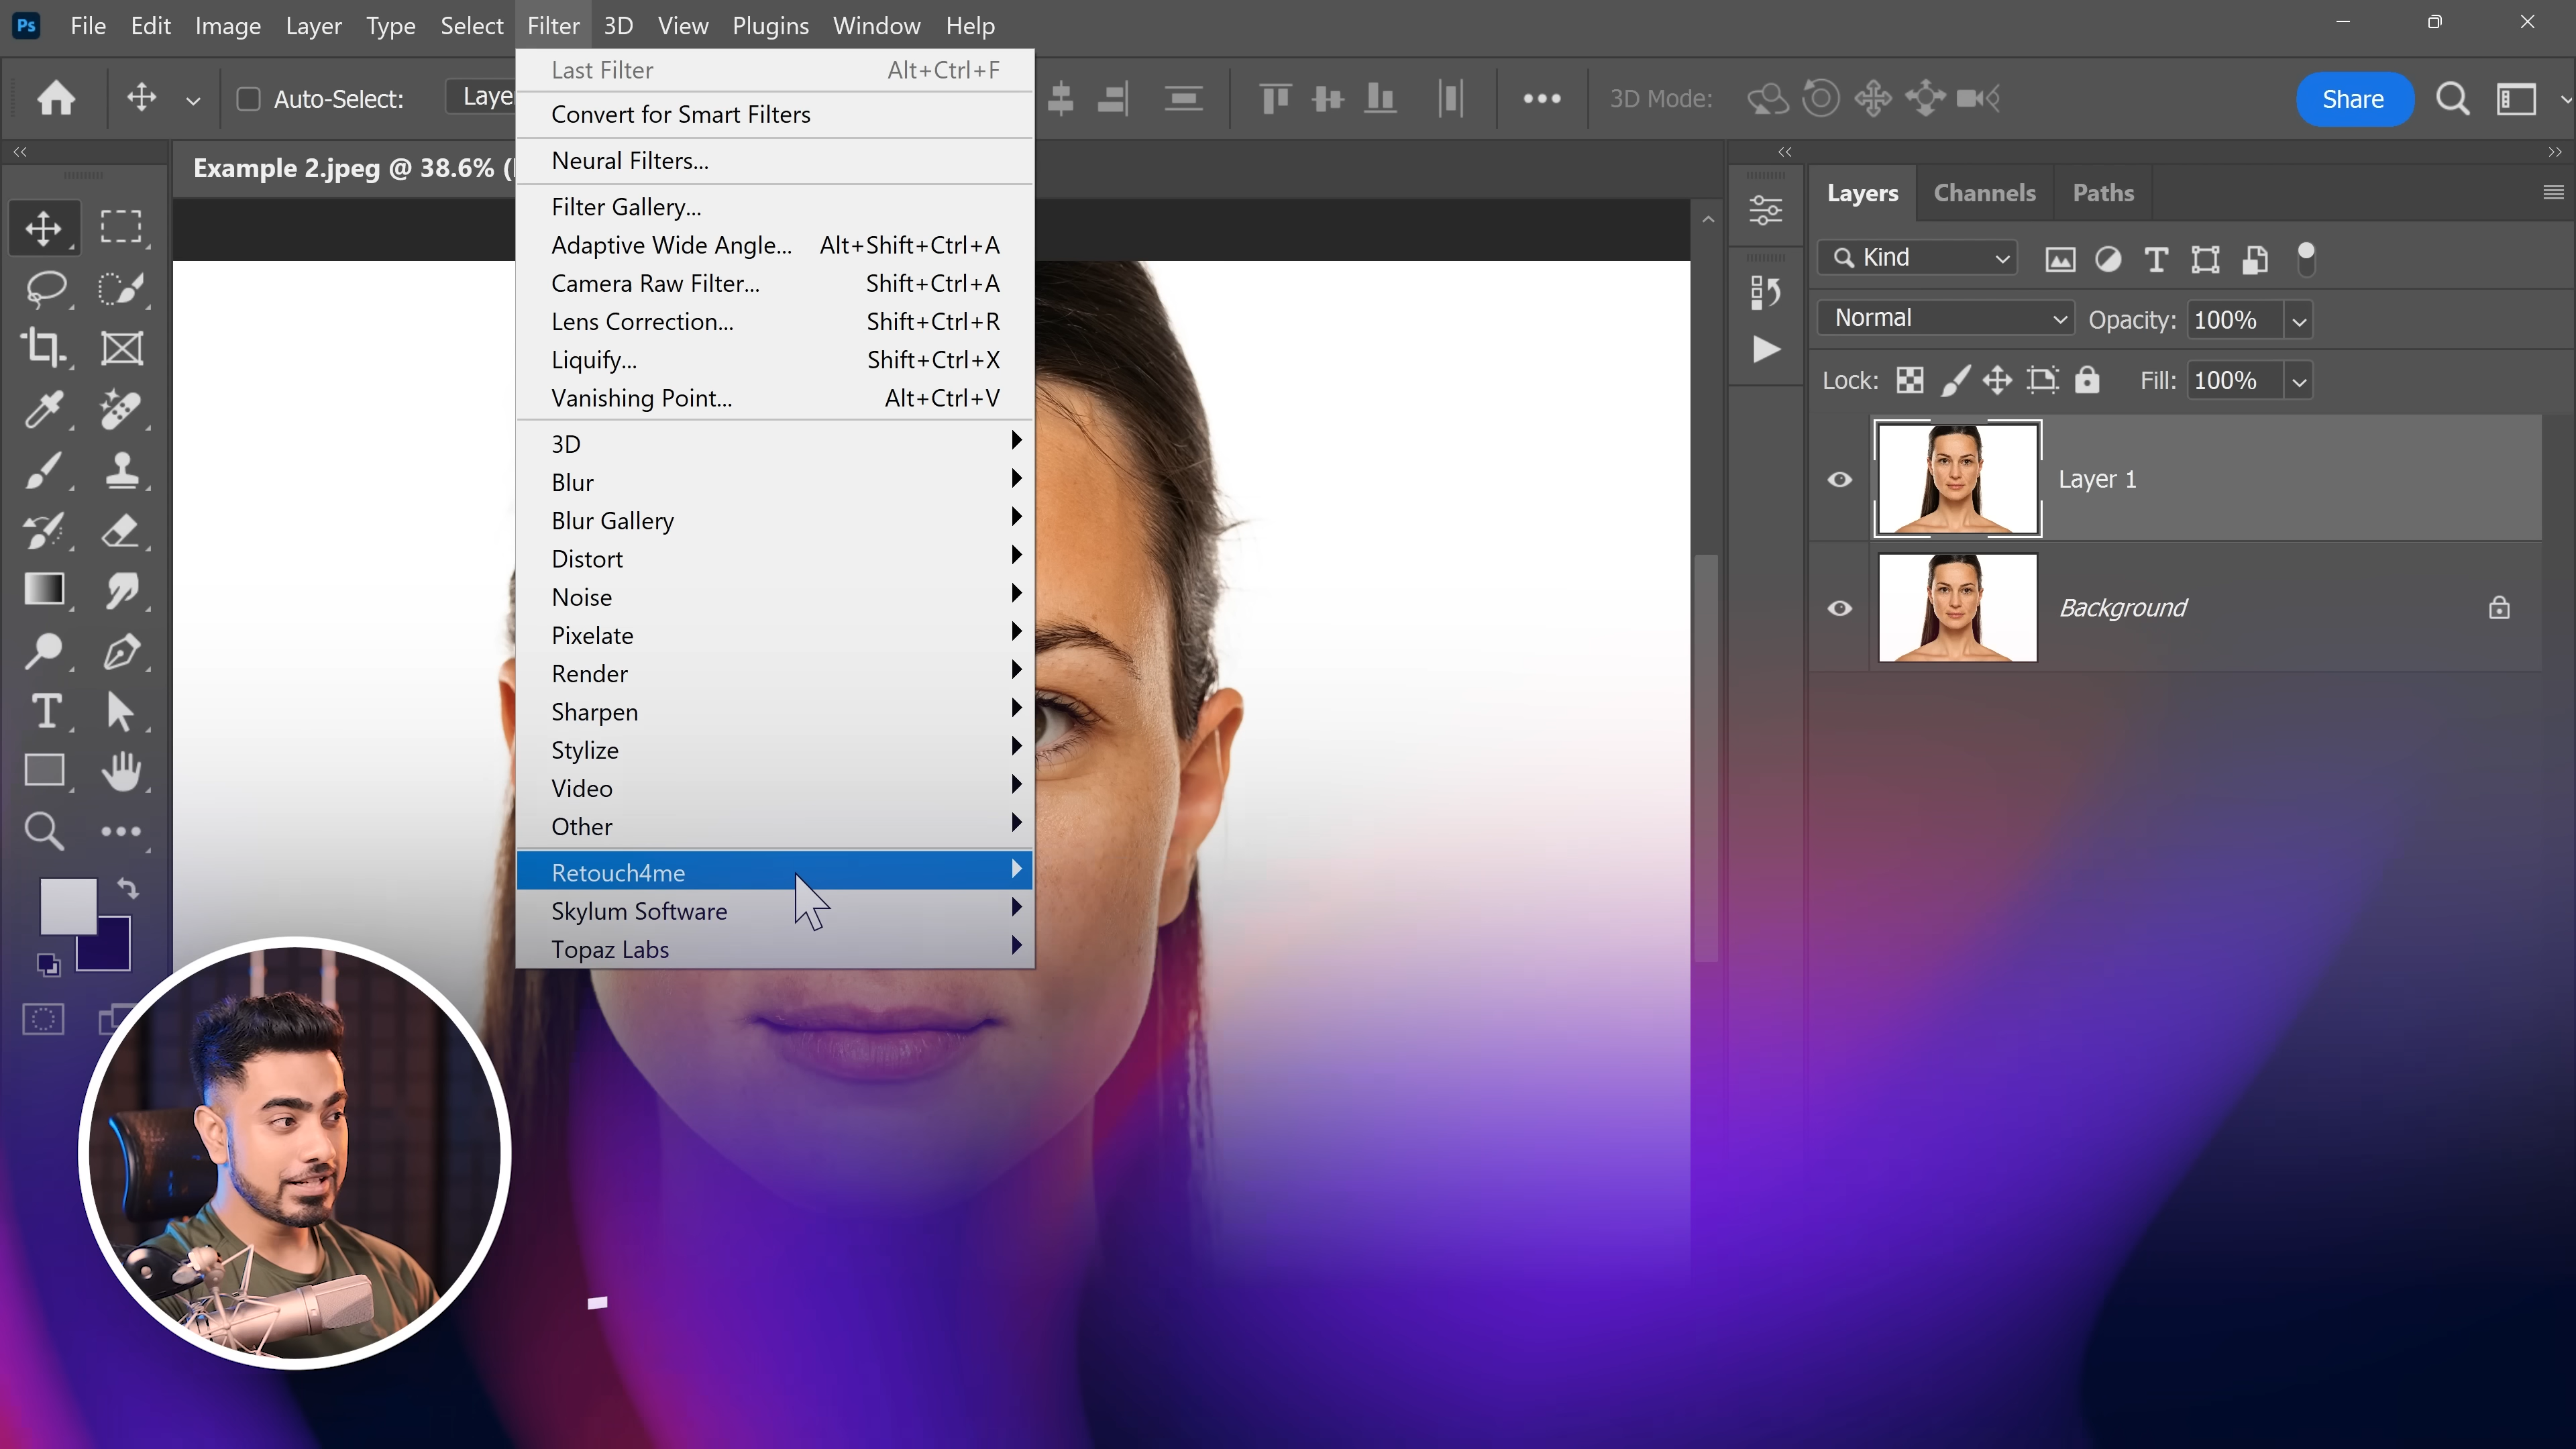 Ps File Edit Image Layer Type Select Filter 3D View Plugins Window Help
Auto-Select: Layer
3D Mode:
Share
Example 2.jpeg @ 38.6% (
Last Filter Alt+Ctrl+F
Convert for Smart Filters
Neural Filters...
Filter Gallery...
Adaptive Wide Angle... Alt+Shift+Ctrl+A
Camera Raw Filter... Shift+Ctrl+A
Lens Correction... Shift+Ctrl+R
Liquify... Shift+Ctrl+X
Vanishing Point... Alt+Ctrl+V
3D
Blur
Blur Gallery
Distort
Noise
Pixelate
Render
Sharpen
Stylize
Video
Other
Retouch4me
Skylum Software
Topaz Labs
Layers Channels Paths
Kind
Normal Opacity: 100%
Lock: Fill: 100%
Layer 1
Background